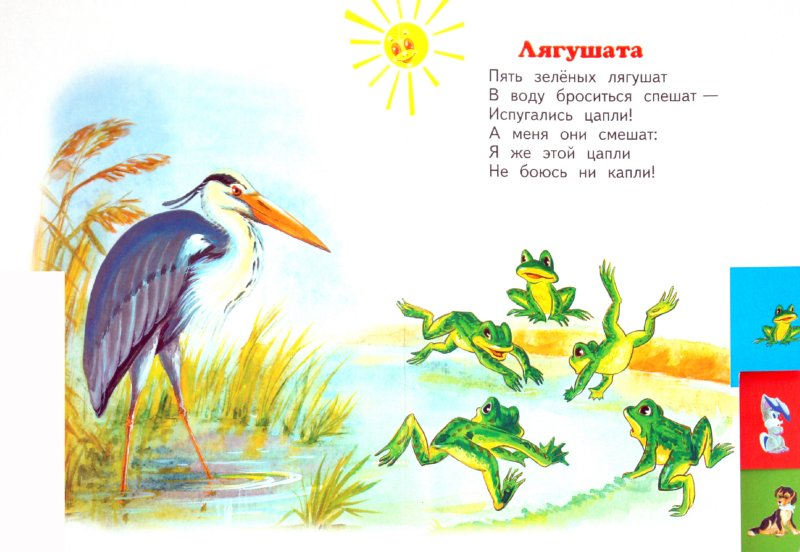 Лягушата
Пять зелёных лягушат
В воду броситься спешат —
Испугались цапли!
А меня они смешат:
Я же этой цапли
Не боюсь ни капли!